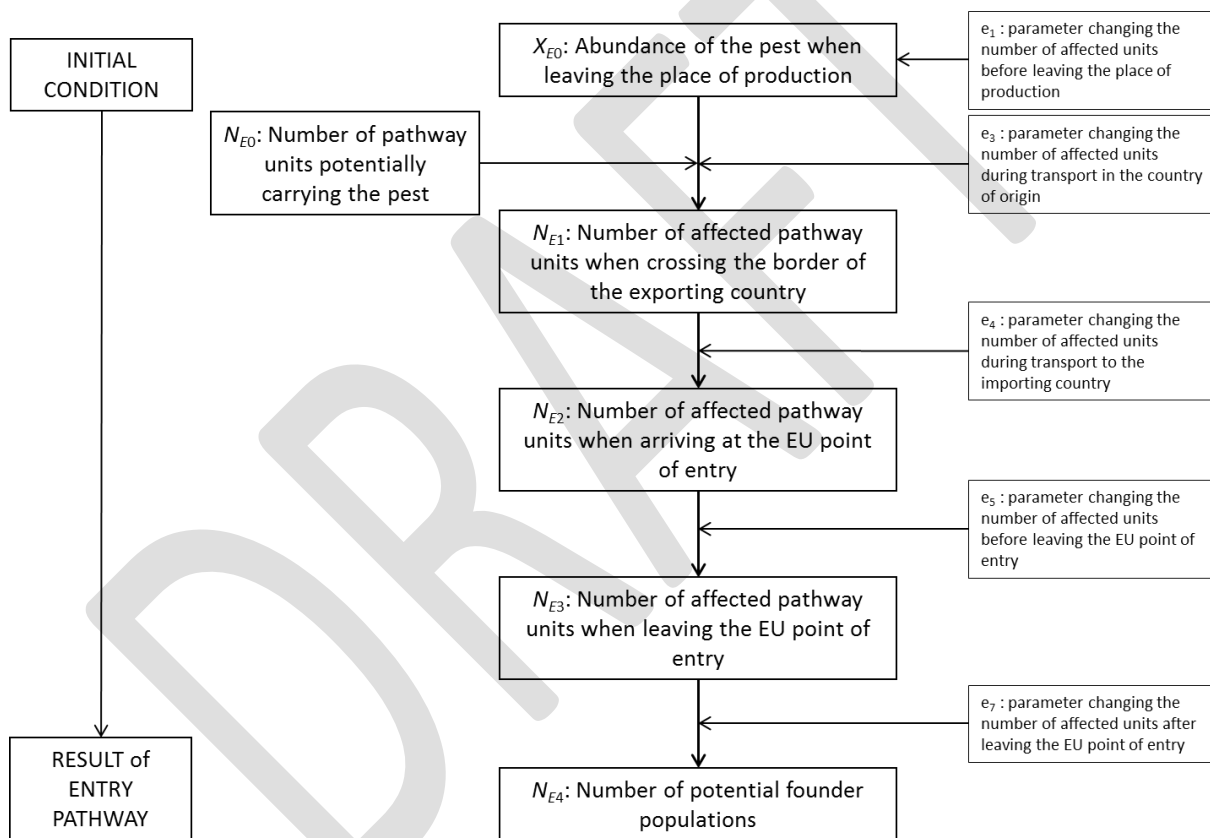 INITIAL
CONDITION
X_E0: Abundance of the pest when
leaving the place of production
e₁ : parameter changing the
number of affected units
before leaving the place of
production
N_E0: Number of pathway
units potentially
carrying the pest
e₃ : parameter changing the
number of affected units
during transport in the country
of origin
N_E1: Number of affected pathway
units when crossing the border of
the exporting country
e₄ : parameter changing the
number of affected units
during transport to the
importing country
N_E2: Number of affected pathway
units when arriving at the EU point
of entry
e₅ : parameter changing the
number of affected units
before leaving the EU point of
entry
N_E3: Number of affected pathway
units when leaving the EU point of
entry
e₇ : parameter changing the
number of affected units after
leaving the EU point of entry
RESULT of
ENTRY
PATHWAY
N_E4: Number of potential founder
populations
DRAFT